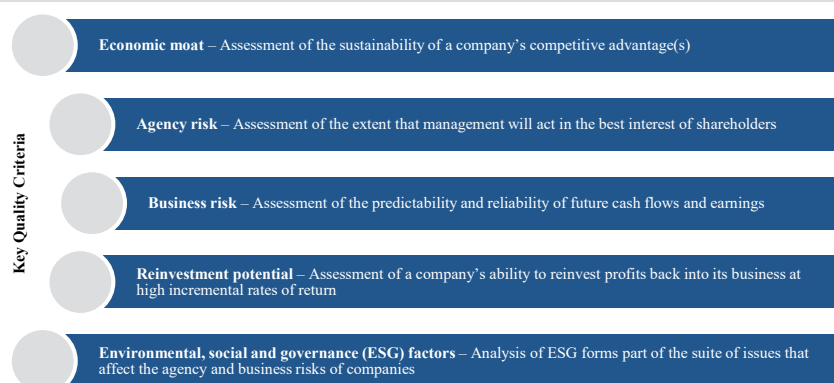 Key Quality Criteria
Economic moat – Assessment of the sustainability of a company’s competitive advantage(s)
Agency risk – Assessment of the extent that management will act in the best interest of shareholders
Business risk – Assessment of the predictability and reliability of future cash flows and earnings
Reinvestment potential – Assessment of a company’s ability to reinvest profits back into its business at
high incremental rates of return
Environmental, social and governance (ESG) factors – Analysis of ESG forms part of the suite of issues that
affect the agency and business risks of companies